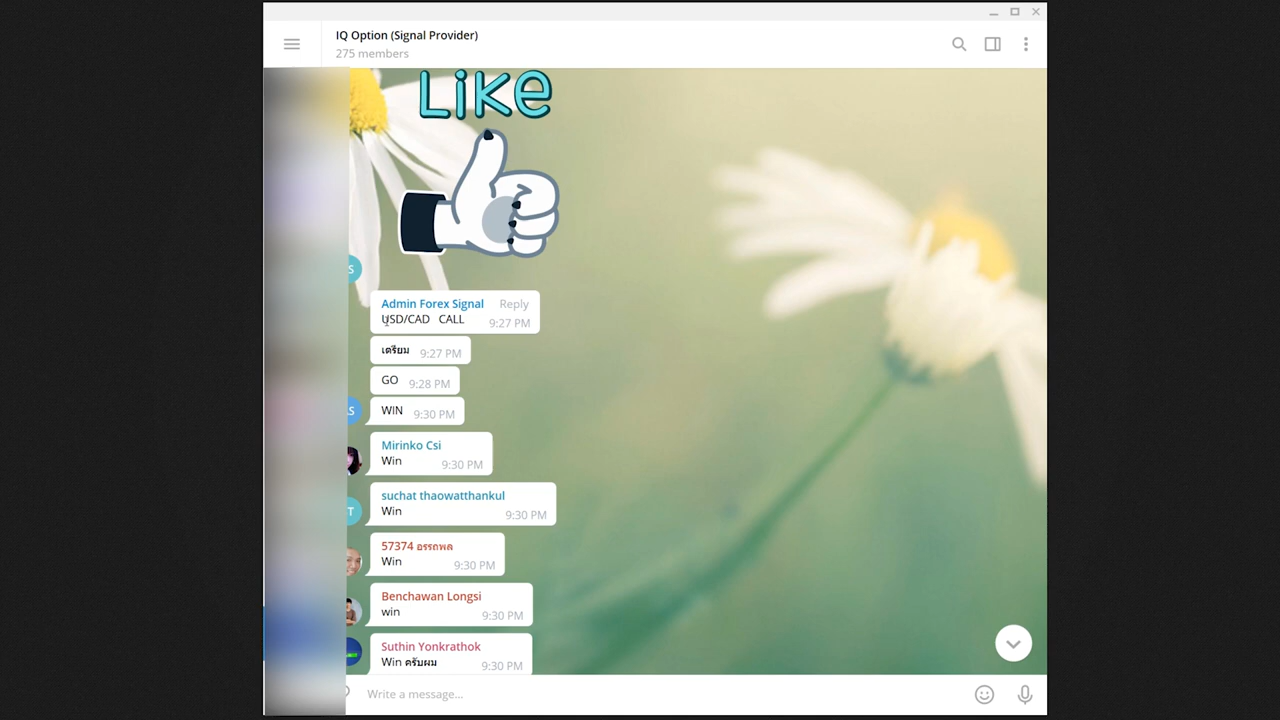 IQ Option (Signal Provider)
275 members
Like
S
Admin Forex Signal Reply
USD/CAD CALL 9:27 PM
เตรียม 9:27 PM
GO 9:28 PM
S
WIN 9:30 PM
Mirinko Csi
Win 9:30 PM
suchat thaowatthankul
T
Win 9:30 PM
57374 อรรถพล
Win 9:30 PM
Benchawan Longsi
win 9:30 PM
Suthin Yonkrathok
Win ครับผม 9:30 PM
Write a message...